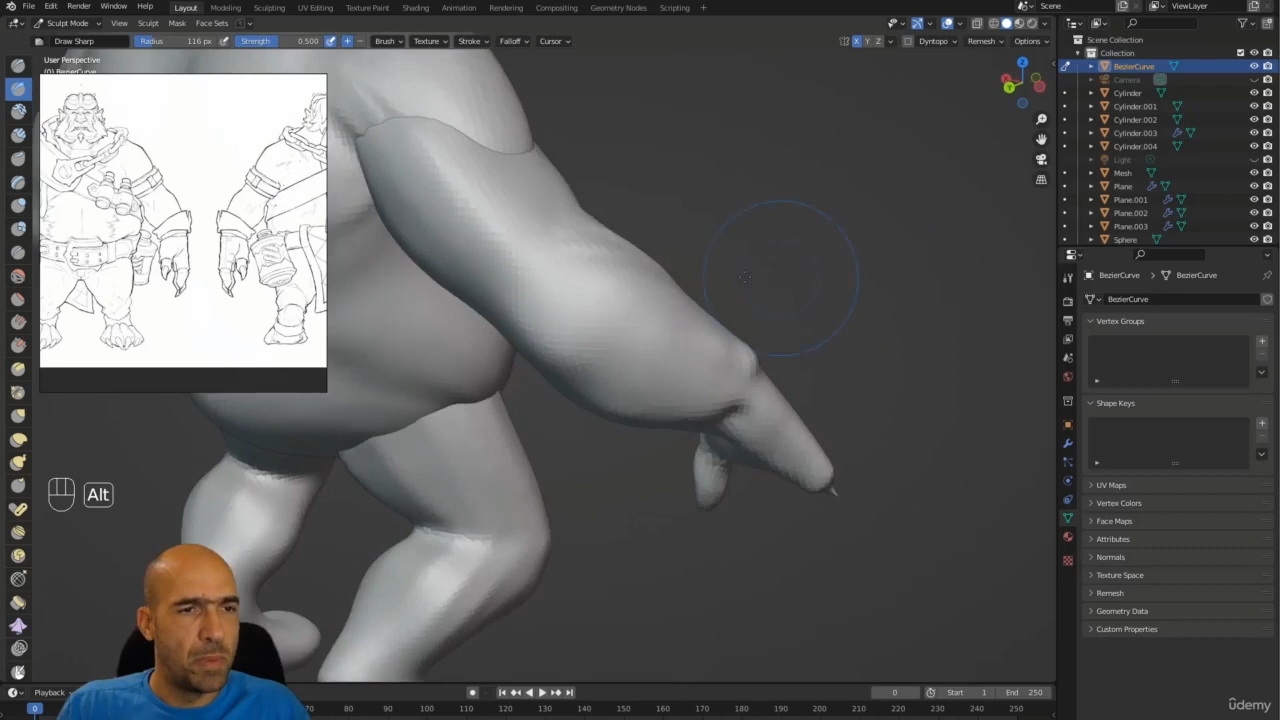 File Edit Render Window Help Layout Modeling Sculpting UV Editing Texture Paint Shading Animation Rendering Compositing Geometry Nodes Scripting Scene ViewLayer
Sculpt Mode View Sculpt Mask Face Sets
Draw Sharp Radius 116 px Strength 0.500 Brush Texture Stroke Falloff Cursor X Y Z Dyntopo Remesh Options
User Perspective
(0) BezierCurve
Scene Collection
Collection
BezierCurve
Camera
Cylinder
Cylinder.001
Cylinder.002
Cylinder.003
Cylinder.004
Light
Mesh
Plane
Plane.001
Plane.002
Plane.003
Sphere
BezierCurve > BezierCurve
BezierCurve
Vertex Groups
Shape Keys
UV Maps
Vertex Colors
Face Maps
Attributes
Normals
Texture Space
Remesh
Geometry Data
Custom Properties
Z
Y
Alt
Playback 0 Start 1 End 250
0 70 80 90 100 110 120 130 140 150 160 170 180 190 200 210 220 230 240 250
ûdemy